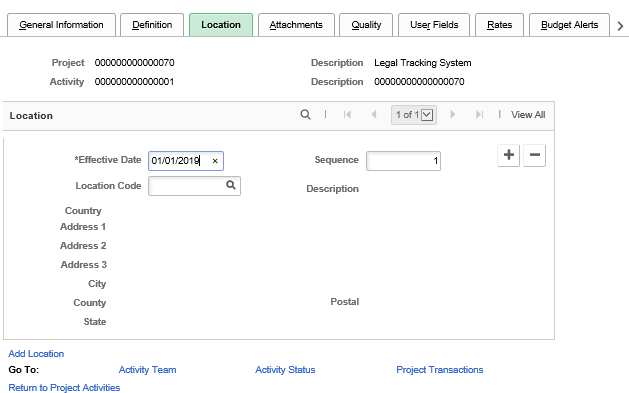 General Information Definition Location Attachments Quality User Fields Rates Budget Alerts
Project 000000000000070 Description Legal Tracking System
Activity 000000000000001 Description 00000000000000070
Location 1 of 1 View All
*Effective Date 01/01/2019 × Sequence 1
Location Code Description
Country
Address 1
Address 2
Address 3
City
County Postal
State
Add Location
Go To: Activity Team Activity Status Project Transactions
Return to Project Activities